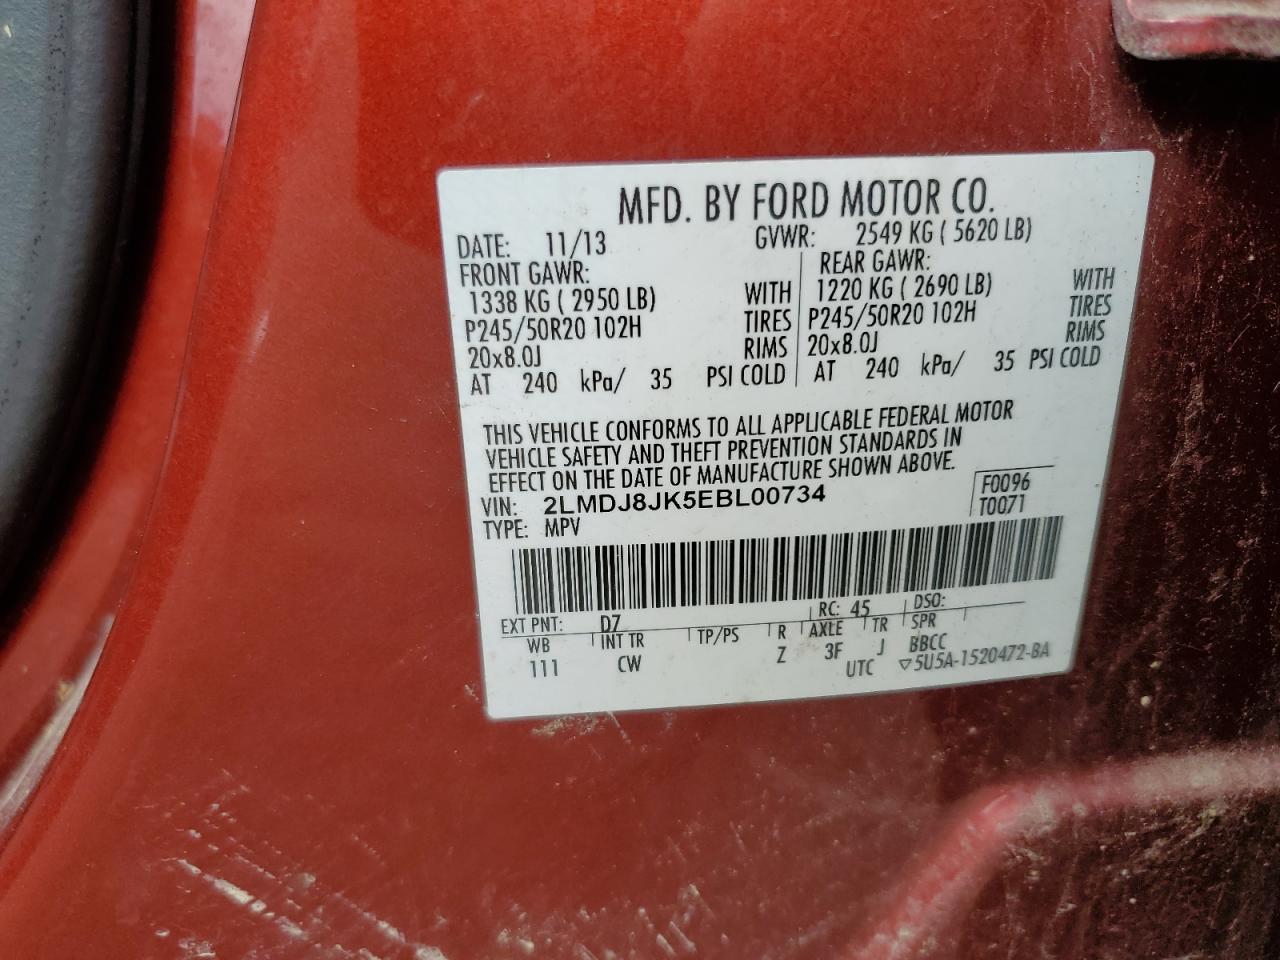 MFD. BY FORD MOTOR CO.
DATE: 11/13 GVWR: 2549 KG ( 5620 LB)
FRONT GAWR: REAR GAWR:
1338 KG ( 2950 LB) WITH 1220 KG ( 2690 LB) WITH
P245/50R20 102H TIRES P245/50R20 102H TIRES
20x8.0J RIMS 20x8.0J RIMS
AT 240 kPa/ 35 PSI COLD AT 240 kPa/ 35 PSI COLD
THIS VEHICLE CONFORMS TO ALL APPLICABLE FEDERAL MOTOR
VEHICLE SAFETY AND THEFT PREVENTION STANDARDS IN
EFFECT ON THE DATE OF MANUFACTURE SHOWN ABOVE.
VIN: 2LMDJ8JK5EBL00734 F0096
TYPE: MPV T0071
EXT PNT: D7 RC: 45 DSO:
WB INT TR TP/PS R AXLE TR SPR
111 CW Z 3F J BBCC
UTC ▽5U5A-1520472-BA